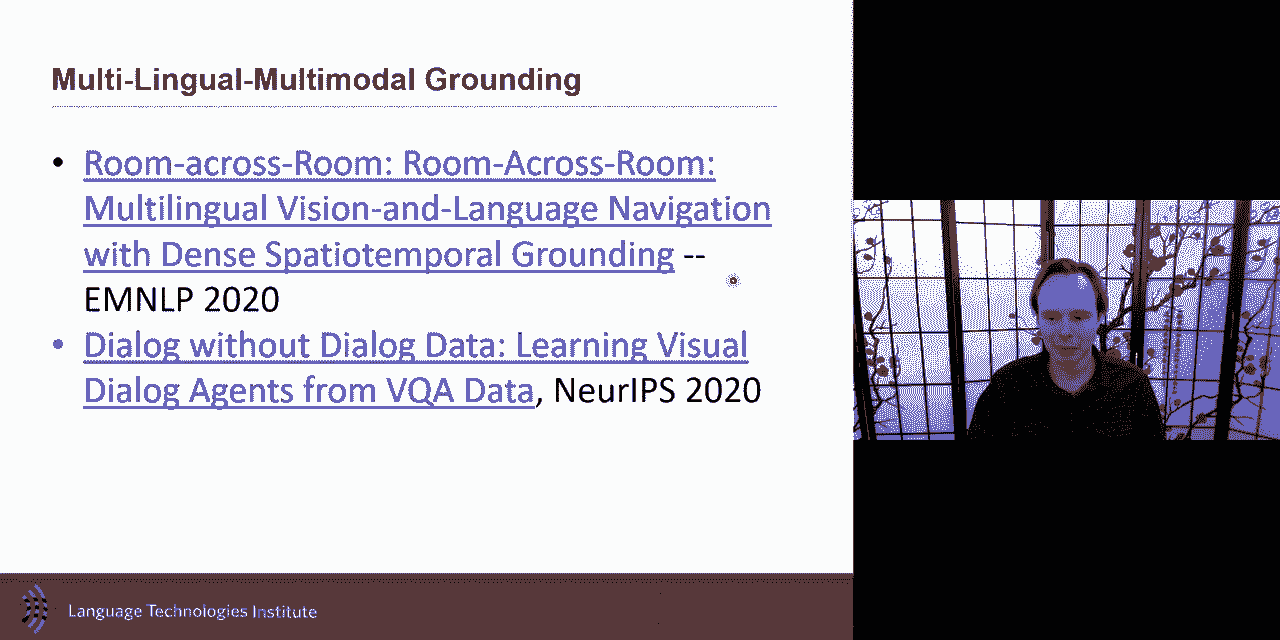 Multi-Lingual-Multimodal Grounding
• Room-across-Room: Room-Across-Room:
Multilingual Vision-and-Language Navigation
with Dense Spatiotemporal Grounding --
EMNLP 2020
• Dialog without Dialog Data: Learning Visual
Dialog Agents from VQA Data, NeurIPS 2020
Language Technologies Institute